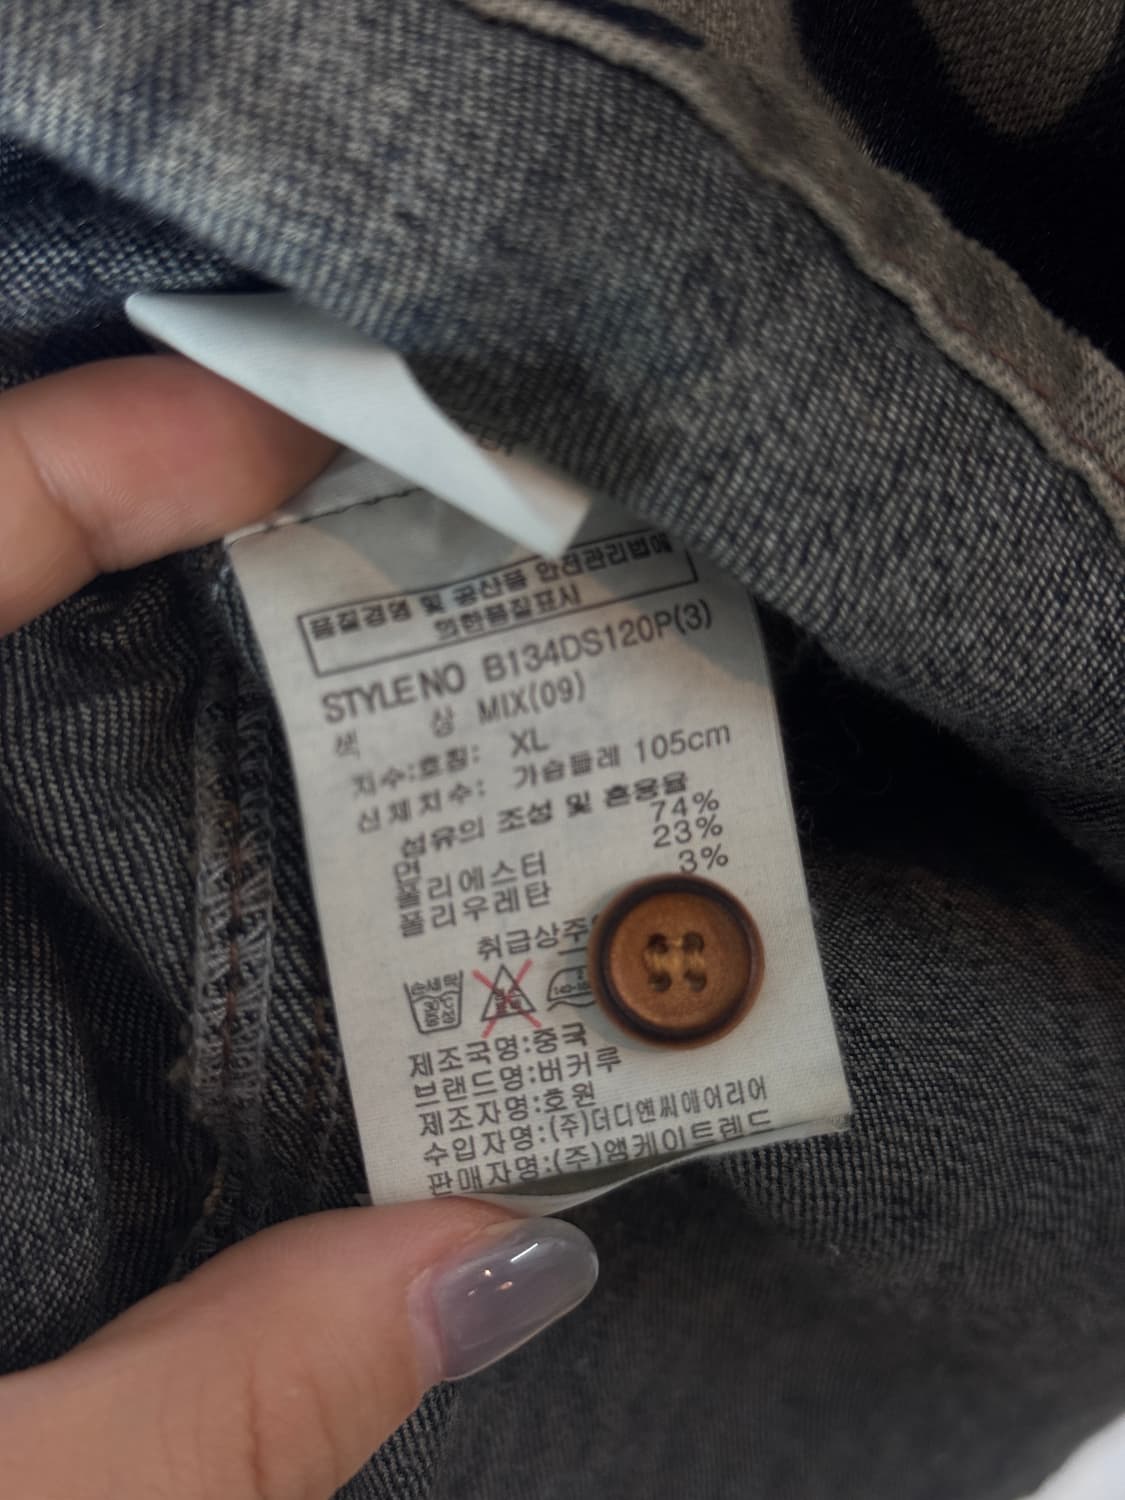 품질경영 및 공산품 안전관리법에
의한품질표시
STYLE NO B134DS120P(3)
색 상 MIX(09)
치수:호칭: XL
신체치수: 가슴둘레 105cm
섬유의 조성 및 혼용율
면 74%
폴리에스터 23%
폴리우레탄 3%
취급상주
손세탁
제조국명:중국
브랜드명:버커루
제조자명:호원
수입자명:(주)더디앤씨에어리어
판매자명:(주)앰케이트렌드